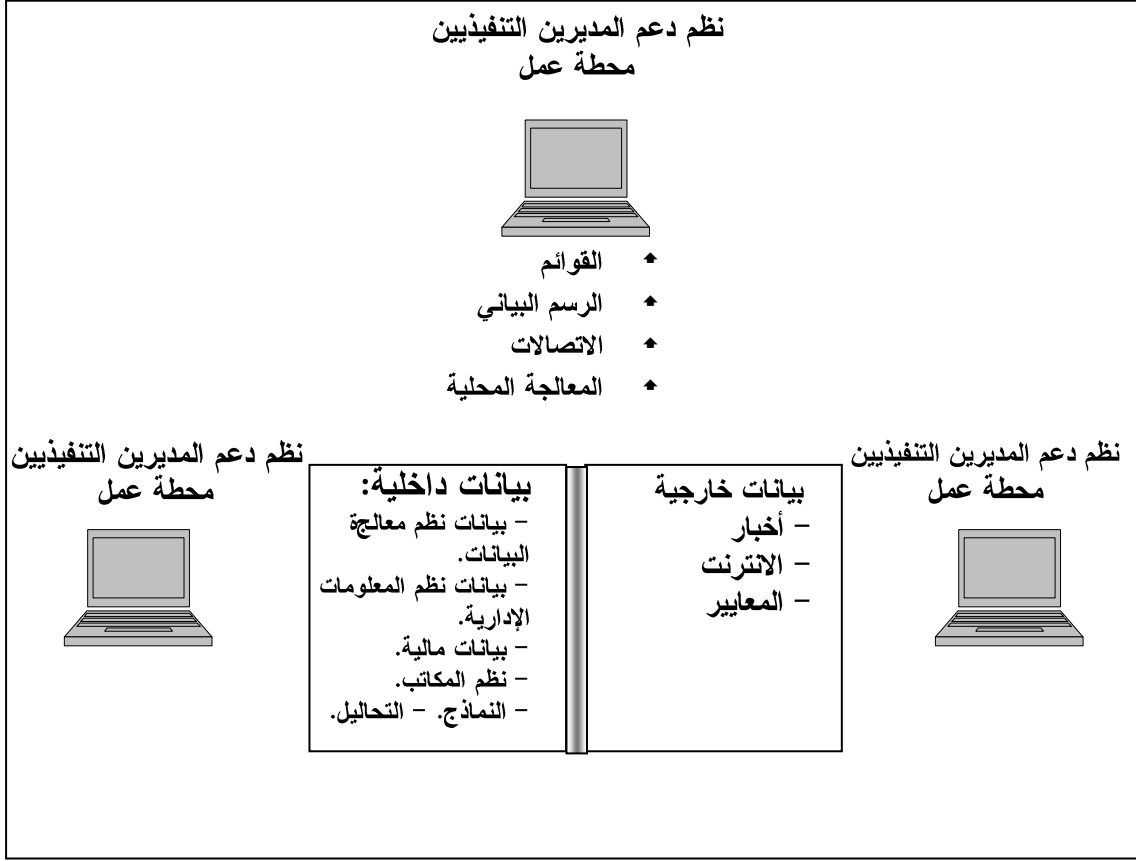 نظم دعم المديرين التنفيذيين
محطة عمل
القوائم
الرسم البياني
الاتصالات
المعالجة المحلية
نظم دعم المديرين التنفيذيين
محطة عمل
بيانات خارجية
- أخبار
- الانترنت
- المعايير
بيانات داخلية:
- بيانات نظم معالجة
البيانات.
- بيانات نظم المعلومات
الإدارية.
- بيانات مالية.
- نظم المكاتب.
- النماذج. - التحاليل.
نظم دعم المديرين التنفيذيين
محطة عمل